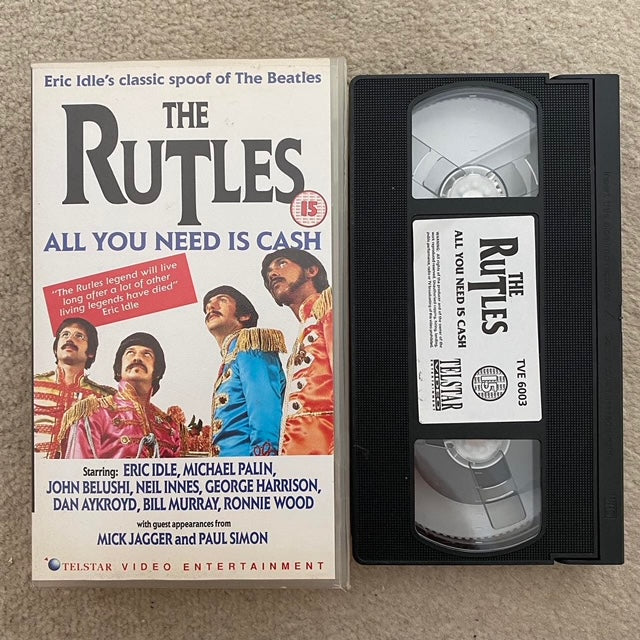 Eric Idle's classic spoof of The Beatles
THE
RUTLES
15
ALL YOU NEED IS CASH
"The Rutles legend will live
long after a lot of other
living legends have died"
Eric Idle
Starring: ERIC IDLE, MICHAEL PALIN,
JOHN BELUSHI, NEIL INNES, GEORGE HARRISON,
DAN AYKROYD, BILL MURRAY, RONNIE WOOD
with guest appearances from
MICK JAGGER and PAUL SIMON
TELSTAR VIDEO ENTERTAINMENT
THE
RUTLES
ALL YOU NEED IS CASH
TELSTAR
VIDEO
15
TVE 6003